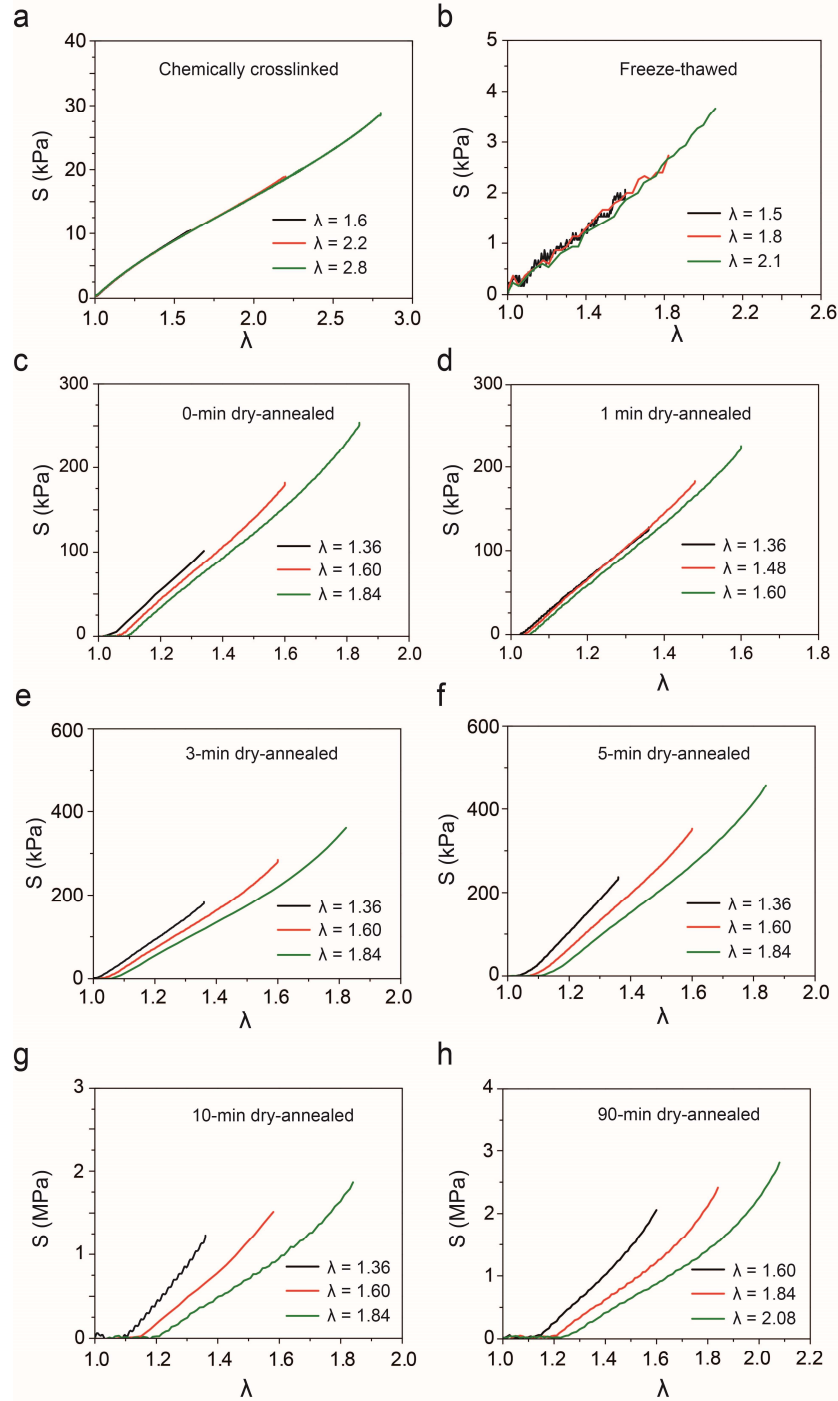 a
Chemically crosslinked
S (kPa)
40
30
20
10
0
λ = 1.6
λ = 2.2
λ = 2.8
1.0 1.5 2.0 2.5 3.0
λ
b
Freeze-thawed
S (kPa)
5
4
3
2
1
0
λ = 1.5
λ = 1.8
λ = 2.1
1.0 1.4 1.8 2.2 2.6
λ
c
0-min dry-annealed
S (kPa)
300
200
100
0
λ = 1.36
λ = 1.60
λ = 1.84
1.0 1.2 1.4 1.6 1.8 2.0
d
1 min dry-annealed
S (kPa)
300
200
100
0
λ = 1.36
λ = 1.48
λ = 1.60
1.0 1.2 1.4 1.6 1.8
λ
e
3-min dry-annealed
S (kPa)
600
400
200
0
λ = 1.36
λ = 1.60
λ = 1.84
1.0 1.2 1.4 1.6 1.8 2.0
λ
f
5-min dry-annealed
S (kPa)
600
400
200
0
λ = 1.36
λ = 1.60
λ = 1.84
1.0 1.2 1.4 1.6 1.8 2.0
λ
g
10-min dry-annealed
S (MPa)
3
2
1
0
λ = 1.36
λ = 1.60
λ = 1.84
1.0 1.2 1.4 1.6 1.8 2.0
λ
h
90-min dry-annealed
S (MPa)
4
3
2
1
0
λ = 1.60
λ = 1.84
λ = 2.08
1.0 1.2 1.4 1.6 1.8 2.0 2.2
λ